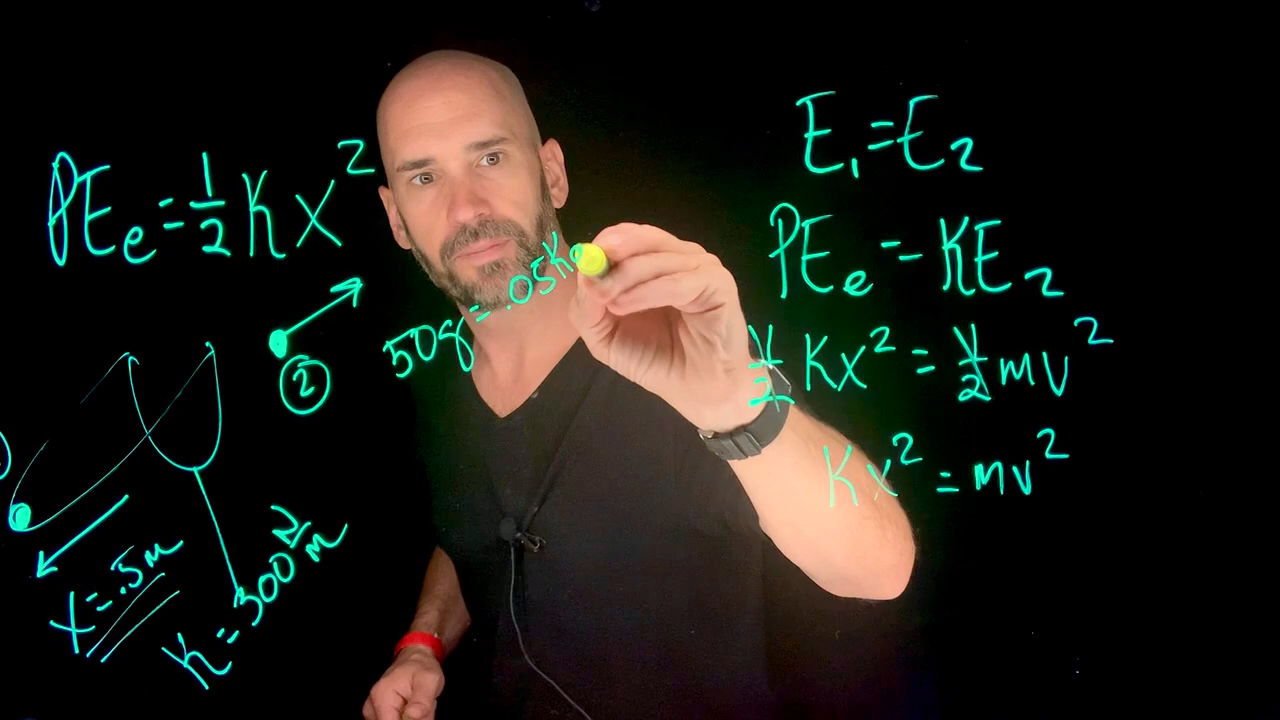 PEe = 1/2 Kx²
②
50g = .05Kg
x = .5m
K = 300 N/m
E₁ = E₂
PEe = KE₂
1/2 Kx² = 1/2 mv²
Kx² = mv²